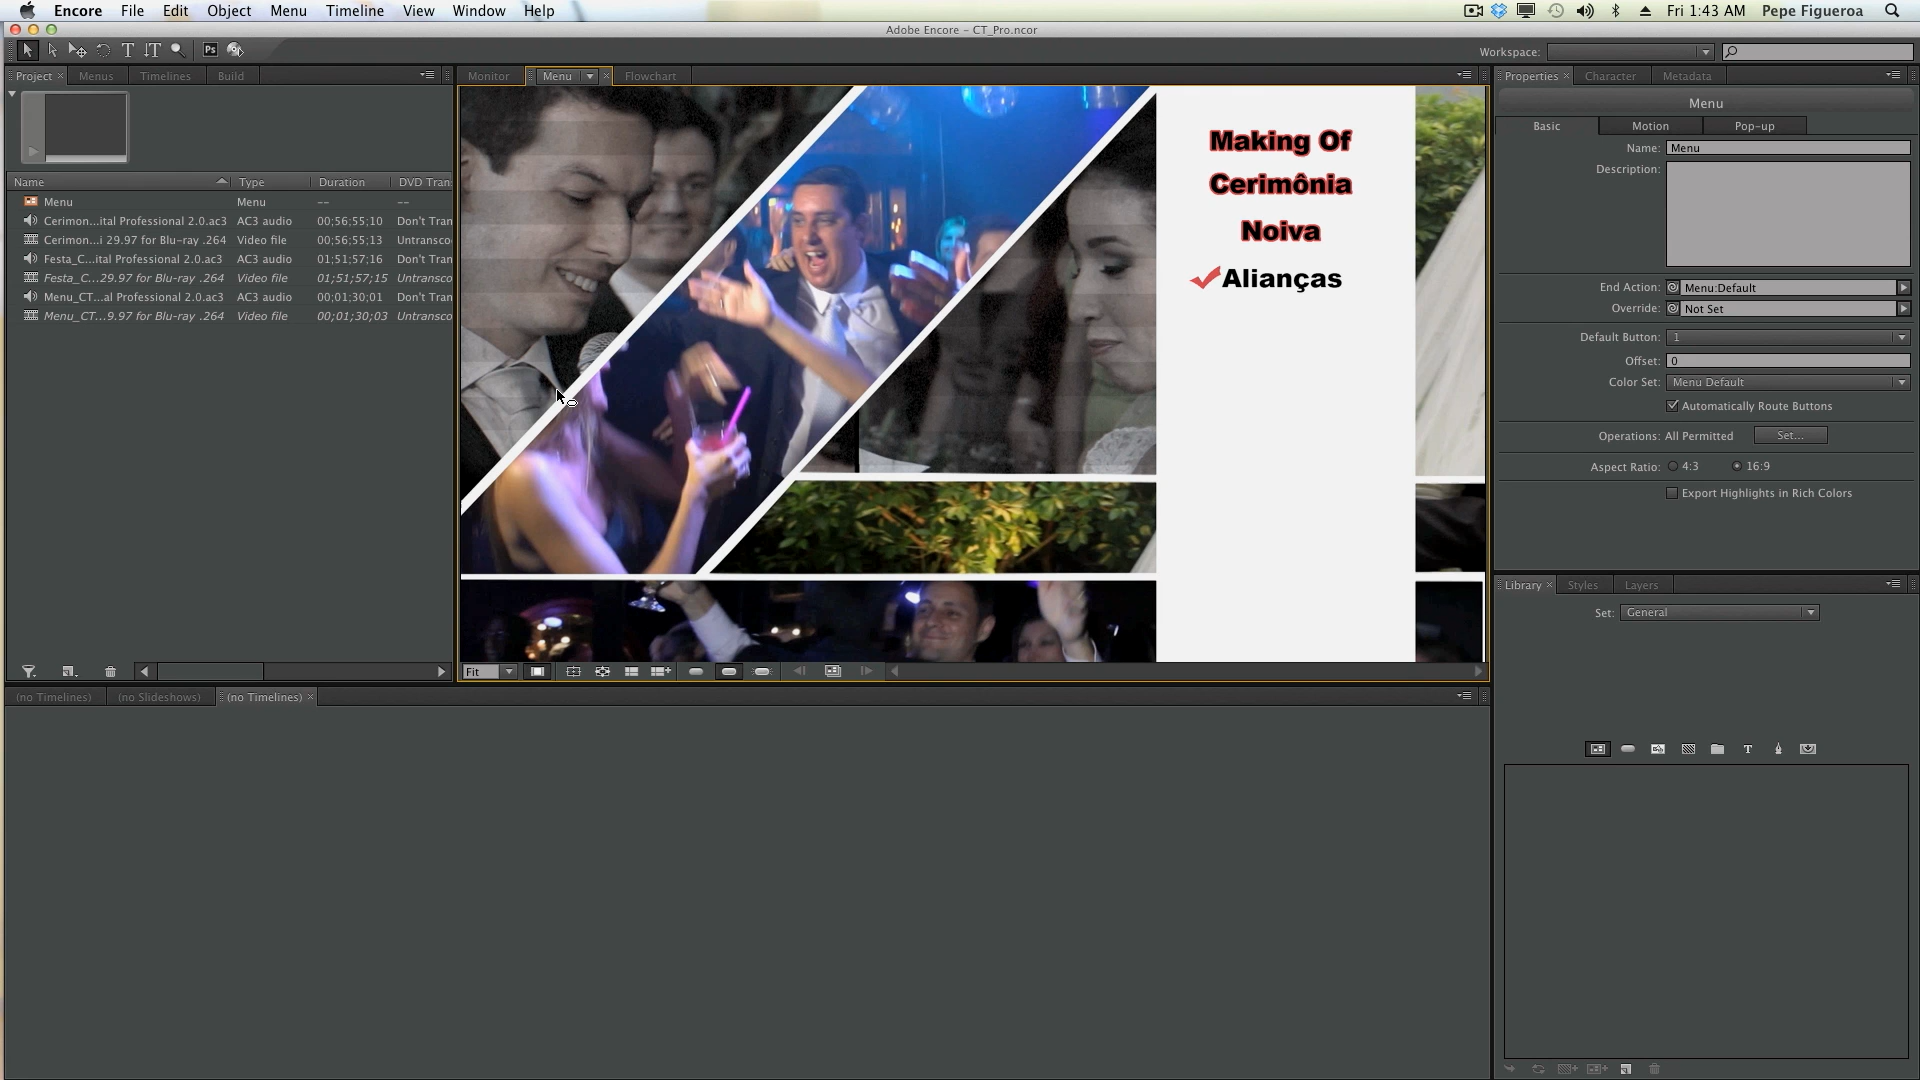 Encore File Edit Object Menu Timeline View Window Help Fri 1:43 AM Pepe Figueroa
Adobe Encore – CT_Pro.ncor
Ps
Workspace:
Project Menus Timelines Build
Monitor Menu Flowchart
Properties Character Metadata
Menu
Basic Motion Pop-up
Name: Menu
Description:
End Action: Menu:Default
Override: Not Set
Default Button: 1
Offset: 0
Color Set: Menu Default
Automatically Route Buttons
Operations: All Permitted Set...
Aspect Ratio: 4:3 16:9
Export Highlights in Rich Colors
Name Type Duration DVD Tran
Menu Menu -- --
Cerimon...ital Professional 2.0.ac3 AC3 audio 00;56;55;10 Don't Tran
Cerimon...i 29.97 for Blu-ray .264 Video file 00;56;55;13 Untransco
Festa_C...ital Professional 2.0.ac3 AC3 audio 01;51;57;16 Don't Tran
Festa_C...29.97 for Blu-ray .264 Video file 01;51;57;15 Untransco
Menu_CT...al Professional 2.0.ac3 AC3 audio 00;01;30;01 Don't Tran
Menu_CT...9.97 for Blu-ray .264 Video file 00;01;30;03 Untransco
Making Of
Cerimônia
Noiva
Alianças
Fit
Library Styles Layers
Set: General
T
(no Timelines) (no Slideshows) (no Timelines)